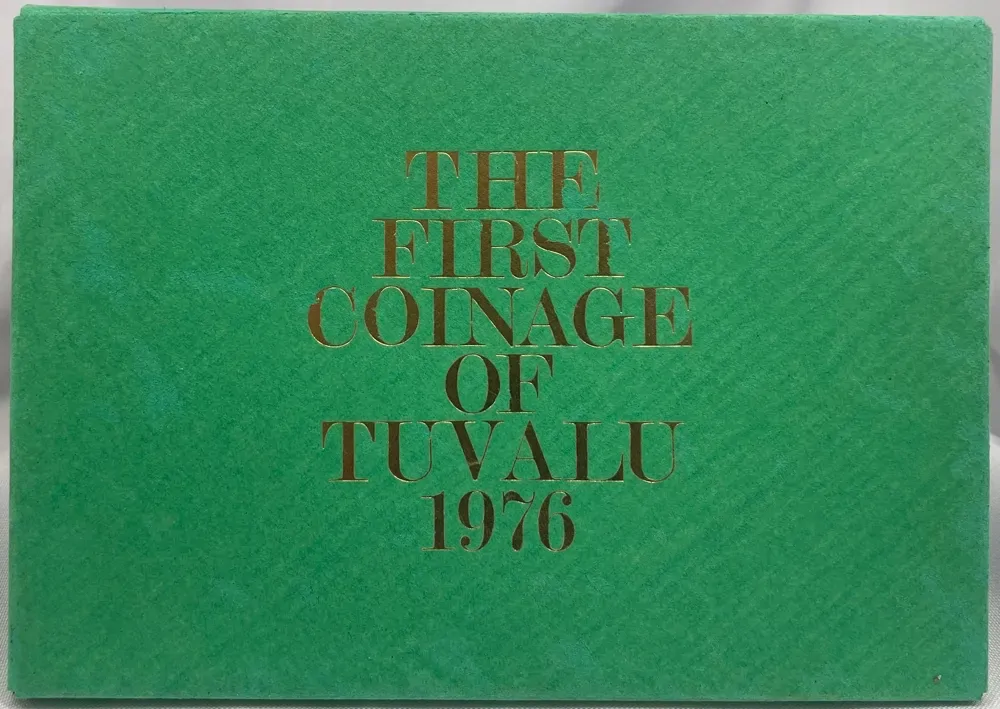 THE
FIRST
COINAGE
OF
TUVALU
1976